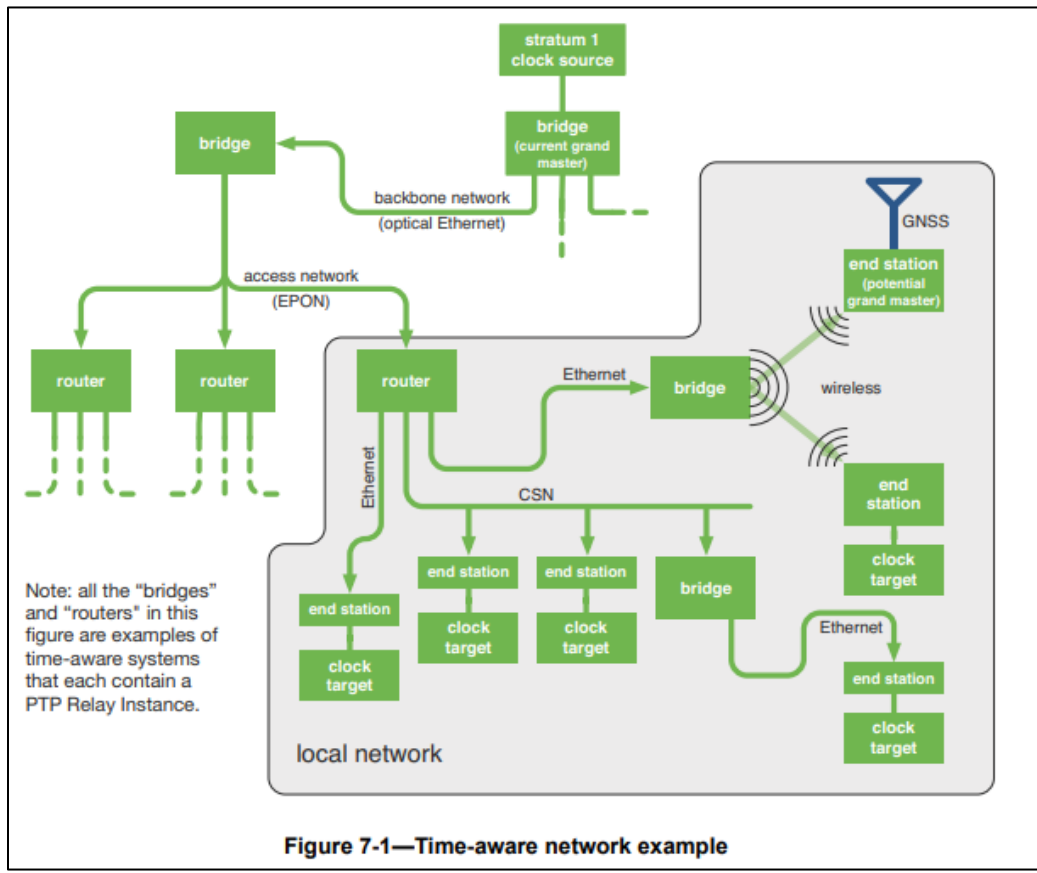 stratum 1
clock source
bridge
(current grand
master)
bridge
backbone network
(optical Ethernet)
GNSS
end station
(potential
grand master)
access network
(EPON)
router
router
router
Ethernet
bridge
wireless
Ethernet
CSN
end
station
clock
target
end station
clock
target
end station
clock
target
bridge
end station
clock
target
Ethernet
end station
clock
target
Note: all the “bridges”
and “routers" in this
figure are examples of
time-aware systems
that each contain a
PTP Relay Instance.
local network
Figure 7-1—Time-aware network example